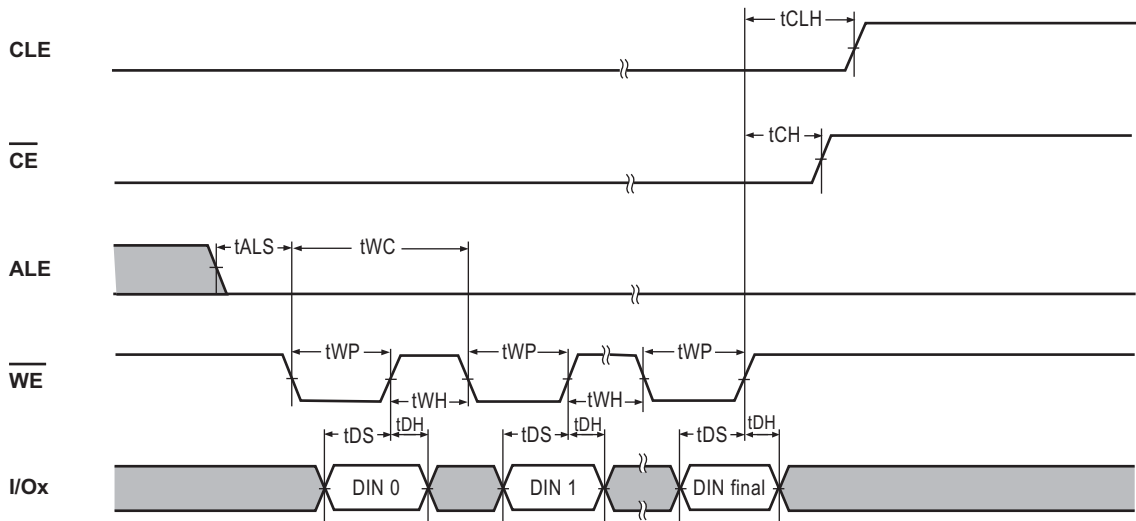 tCLH
CLE
tCH
CE
tALS
tWC
ALE
tWP
tWP
tWP
WE
tWH
tWH
tDS
tDH
tDS
tDH
tDS
tDH
I/Ox
DIN 0
DIN 1
DIN final